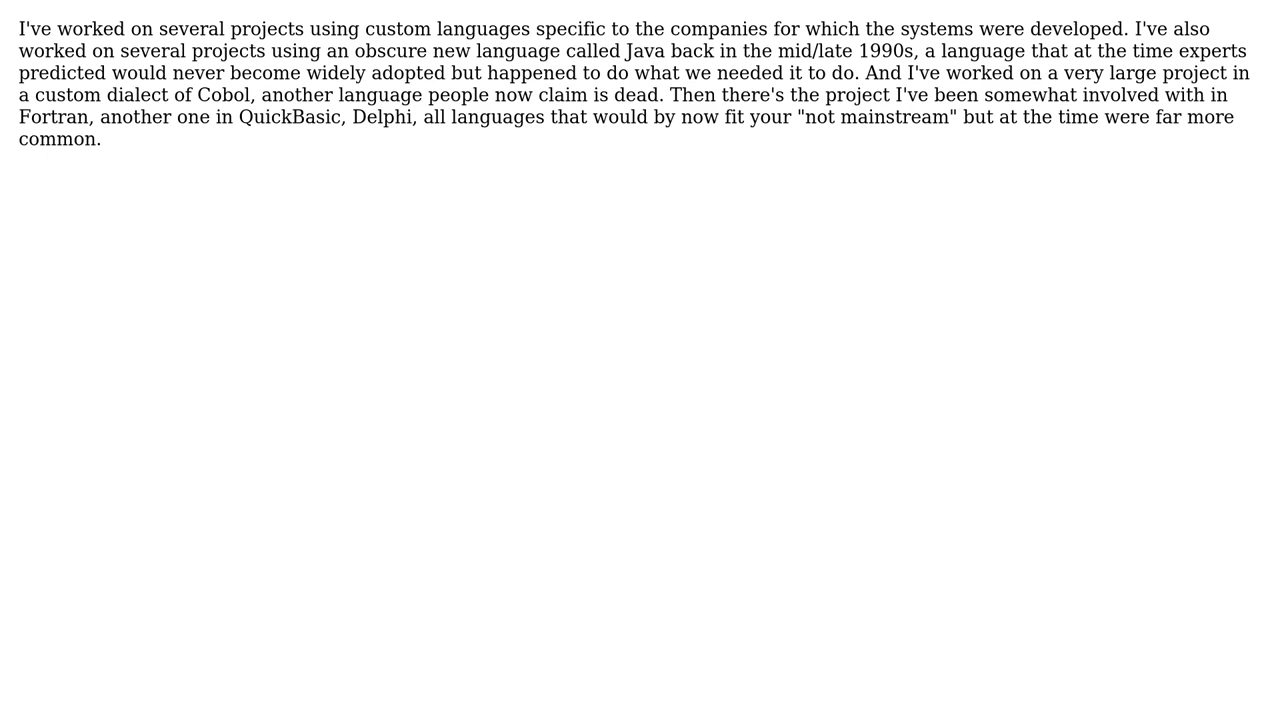 I've worked on several projects using custom languages specific to the companies for which the systems were developed. I've also
worked on several projects using an obscure new language called Java back in the mid/late 1990s, a language that at the time experts
predicted would never become widely adopted but happened to do what we needed it to do. And I've worked on a very large project in
a custom dialect of Cobol, another language people now claim is dead. Then there's the project I've been somewhat involved with in
Fortran, another one in QuickBasic, Delphi, all languages that would by now fit your "not mainstream" but at the time were far more
common.